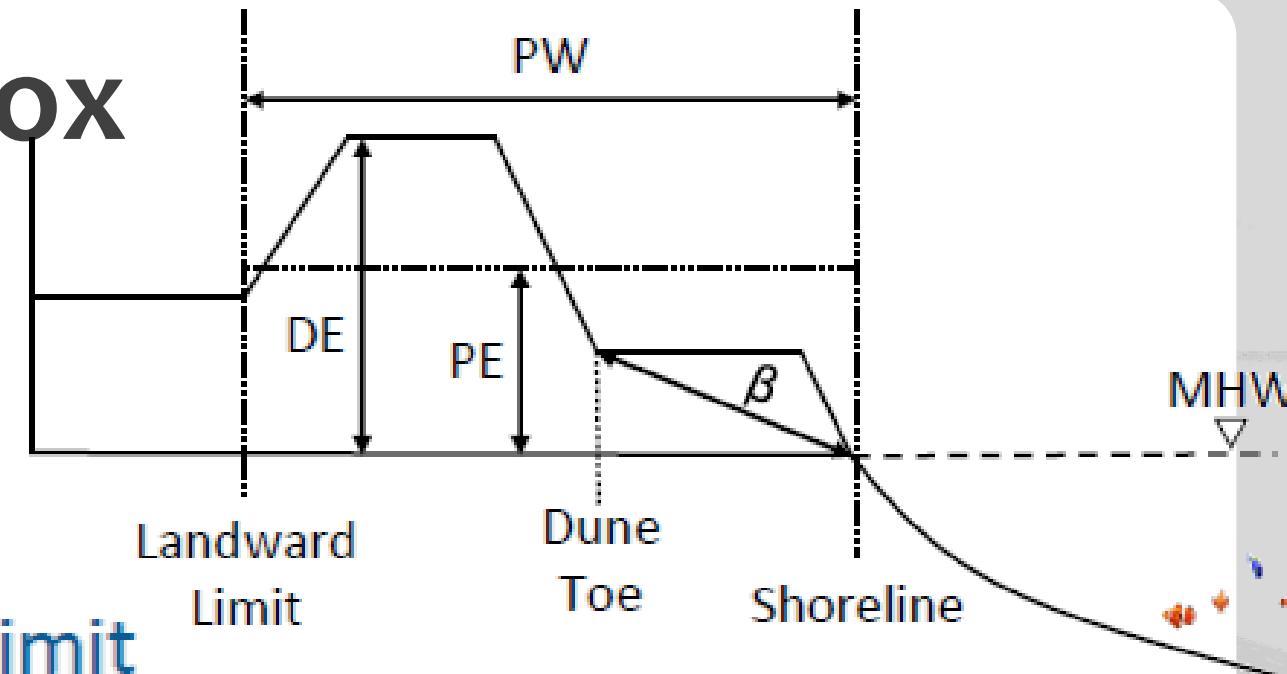 PW
ox
DE
PE
β
MHW
Landward
Limit
Dune
Toe
Shoreline
imit